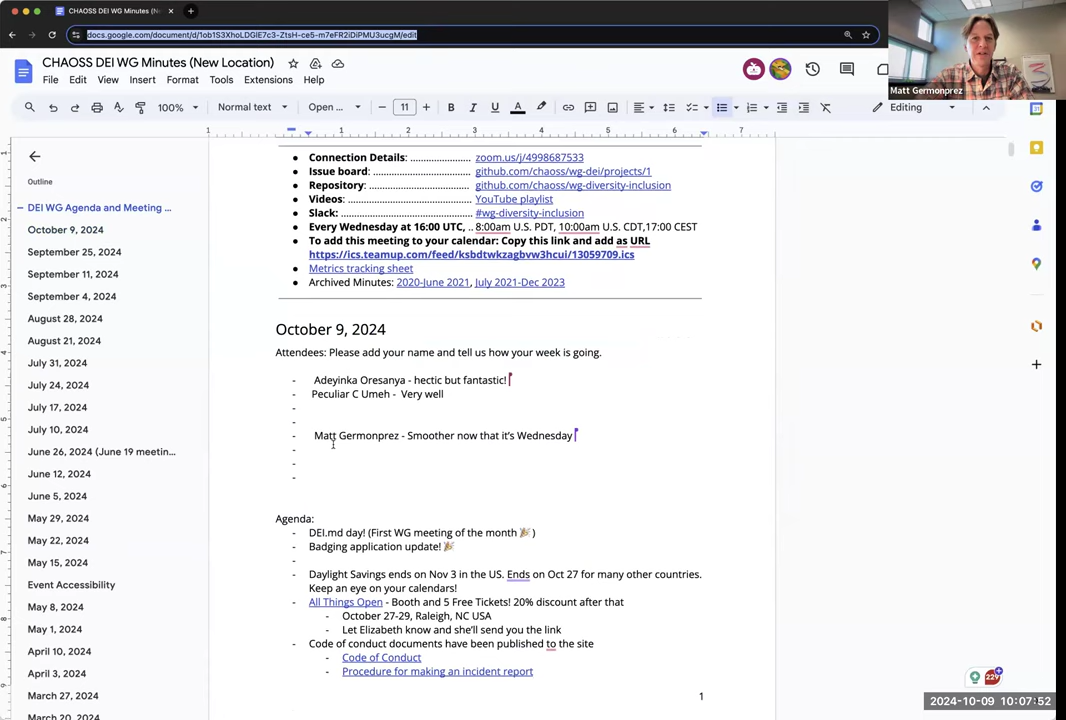 CHAOSS DEI WG Minutes (Ne
docs.google.com/document/d/1ob1S3XhoLDGlE7c3-ZtsH-ce5-m7eFR2iDiPMU3ucgM/edit
CHAOSS DEI WG Minutes (New Location)
File Edit View Insert Format Tools Extensions Help
Matt Germonprez
100% Normal text Open ... 11 B I U A Editing
1 1 2 3 4 5 6 7
Outline
DEI WG Agenda and Meeting ...
October 9, 2024
September 25, 2024
September 11, 2024
September 4, 2024
August 28, 2024
August 21, 2024
July 31, 2024
July 24, 2024
July 17, 2024
July 10, 2024
June 26, 2024 (June 19 meetin...
June 12, 2024
June 5, 2024
May 29, 2024
May 22, 2024
May 15, 2024
Event Accessibility
May 8, 2024
May 1, 2024
April 10, 2024
April 3, 2024
March 27, 2024
March 20, 2024
● Connection Details: ....................... zoom.us/j/4998687533
● Issue board: .................................. github.com/chaoss/wg-dei/projects/1
● Repository: ................................... github.com/chaoss/wg-diversity-inclusion
● Videos: ........................................... YouTube playlist
● Slack: ............................................. #wg-diversity-inclusion
● Every Wednesday at 16:00 UTC, .. 8:00am U.S. PDT, 10:00am U.S. CDT,17:00 CEST
● To add this meeting to your calendar: Copy this link and add as URL
https://ics.teamup.com/feed/ksbdtwkzagbvw3hcui/13059709.ics
● Metrics tracking sheet
● Archived Minutes: 2020-June 2021, July 2021-Dec 2023
October 9, 2024
Attendees: Please add your name and tell us how your week is going.
- Adeyinka Oresanya - hectic but fantastic!
- Peculiar C Umeh - Very well
-
-
- Matt Germonprez - Smoother now that it's Wednesday
-
-
-
Agenda:
- DEI.md day! (First WG meeting of the month 🎉 )
- Badging application update! 🎉
-
- Daylight Savings ends on Nov 3 in the US. Ends on Oct 27 for many other countries.
Keep an eye on your calendars!
- All Things Open - Booth and 5 Free Tickets! 20% discount after that
- October 27-29, Raleigh, NC USA
- Let Elizabeth know and she'll send you the link
- Code of conduct documents have been published to the site
- Code of Conduct
- Procedure for making an incident report
1
229
2024-10-09 10:07:52